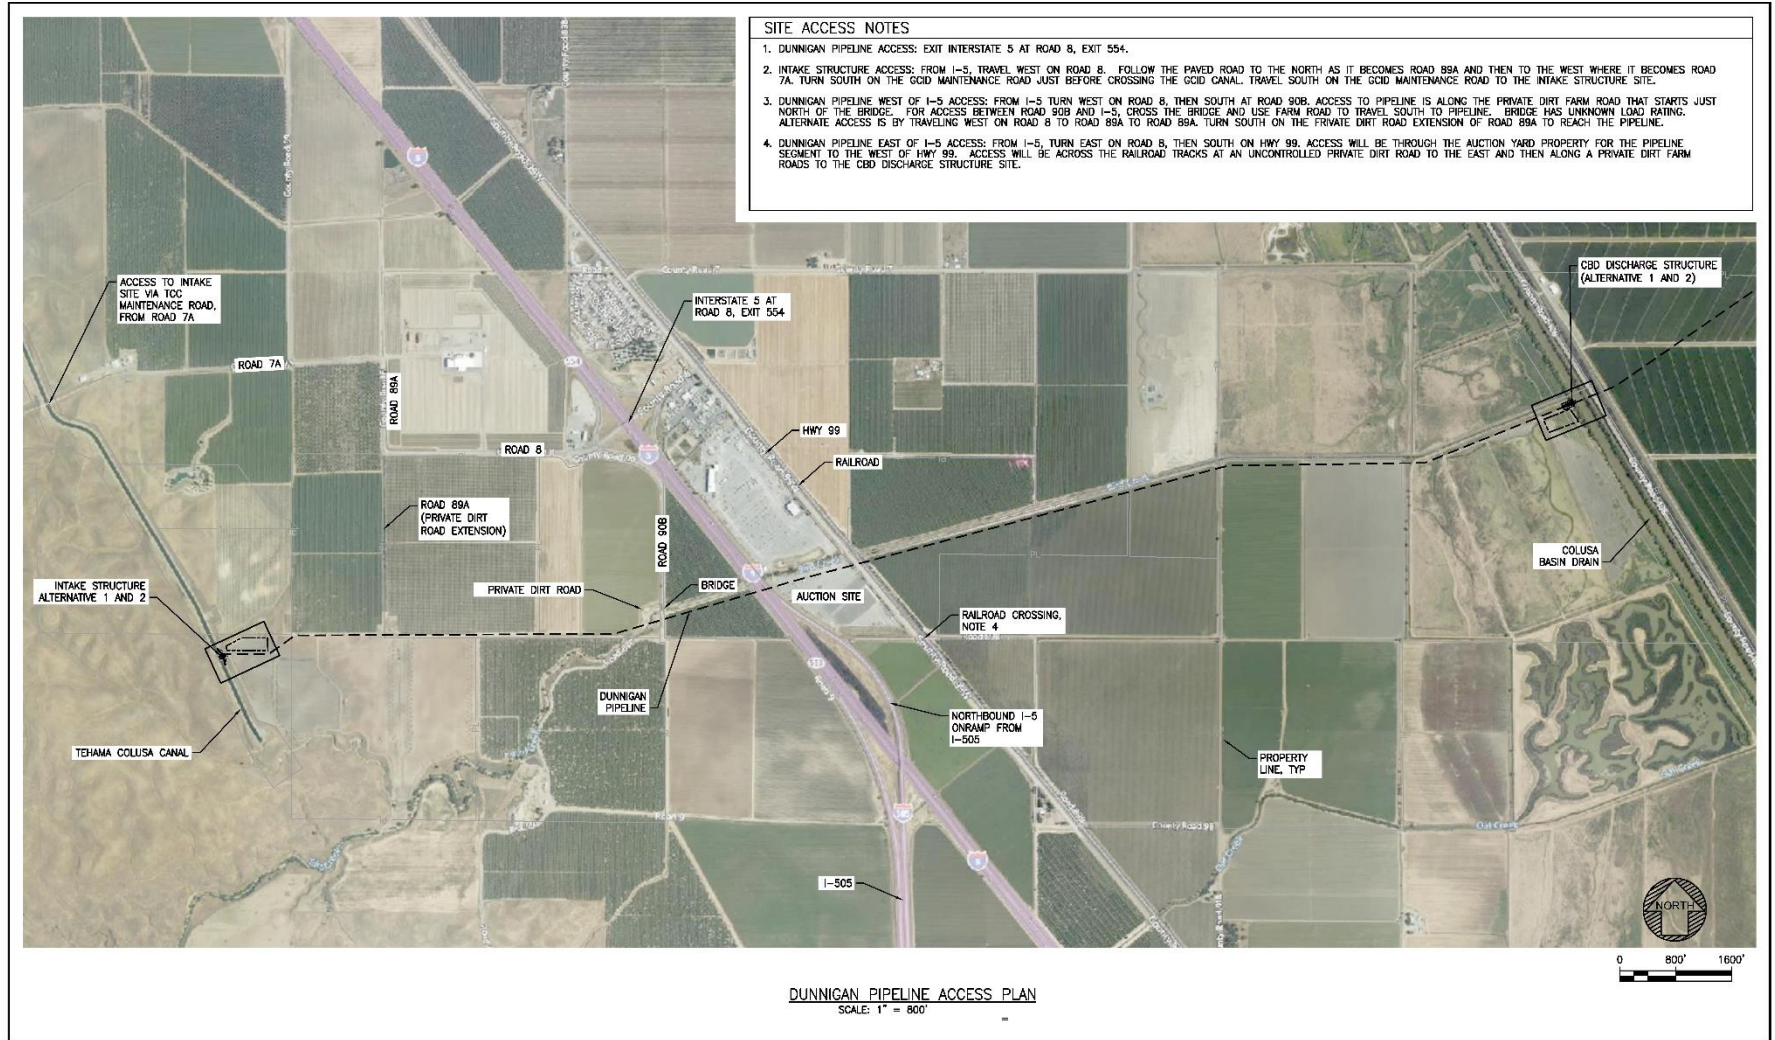 SITE ACCESS NOTES
1. DUNNIGAN PIPELINE ACCESS: EXIT INTERSTATE 5 AT ROAD 8, EXIT 554.
2. INTAKE STRUCTURE ACCESS: FROM I-5, TRAVEL WEST ON ROAD 8. FOLLOW THE PAVED ROAD TO THE NORTH AS IT BECOMES ROAD 89A AND THEN TO THE WEST WHERE IT BECOMES ROAD
7A. TURN SOUTH ON THE GCID MAINTENANCE ROAD JUST BEFORE CROSSING THE GCID CANAL. TRAVEL SOUTH ON THE GCID MAINTENANCE ROAD TO THE INTAKE STRUCTURE SITE.
3. DUNNIGAN PIPELINE WEST OF I-5 ACCESS: FROM I-5 TURN WEST ON ROAD 8, THEN SOUTH AT ROAD 90B. ACCESS TO PIPELINE IS ALONG THE PRIVATE DIRT FARM ROAD THAT STARTS JUST
NORTH OF THE BRIDGE. FOR ACCESS BETWEEN ROAD 90B AND I-5, CROSS THE BRIDGE AND USE FARM ROAD TO TRAVEL SOUTH TO PIPELINE. BRIDGE HAS UNKNOWN LOAD RATING.
ALTERNATE ACCESS IS BY TRAVELING WEST ON ROAD 8 TO ROAD 89A TO ROAD 89A. TURN SOUTH ON THE PRIVATE DIRT ROAD EXTENSION OF ROAD 89A TO REACH THE PIPELINE.
4. DUNNIGAN PIPELINE EAST OF I-5 ACCESS: FROM I-5, TURN EAST ON ROAD 8, THEN SOUTH ON HWY 99. ACCESS WILL BE THROUGH THE AUCTION YARD PROPERTY FOR THE PIPELINE
SEGMENT TO THE WEST OF HWY 99. ACCESS WILL BE ACROSS THE RAILROAD TRACKS AT AN UNCONTROLLED PRIVATE DIRT ROAD TO THE EAST AND THEN ALONG A PRIVATE DIRT FARM
ROADS TO THE CBD DISCHARGE STRUCTURE SITE.
ACCESS TO INTAKE
SITE VIA TCC
MAINTENANCE ROAD,
FROM ROAD 7A
INTERSTATE 5 AT
ROAD 8, EXIT 554
CBD DISCHARGE STRUCTURE
(ALTERNATIVE 1 AND 2)
County Road 7
ROAD 7A
ROAD 89A
554
ROAD 8
5
HWY 99
RAILROAD
ROAD 89A
(PRIVATE DIRT
ROAD EXTENSION)
ROAD 90B
COLUSA
BASIN DRAIN
INTAKE STRUCTURE
ALTERNATIVE 1 AND 2
PRIVATE DIRT ROAD
BRIDGE
AUCTION SITE
RAILROAD CROSSING,
NOTE 4
PL
DUNNIGAN
PIPELINE
NORTHBOUND I-5
ONRAMP FROM
I-505
TEHAMA COLUSA CANAL
PROPERTY
LINE, TYP
505
Road 9
Oat Creek
I-505
5
NORTH
0 800' 1600'
DUNNIGAN PIPELINE ACCESS PLAN
SCALE: 1" = 800'